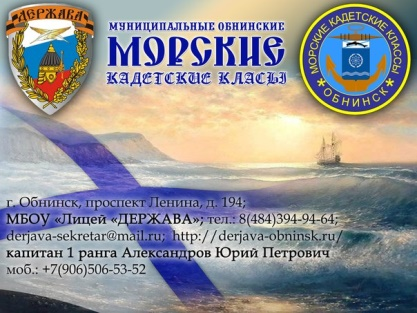 ДЕРЖАВА
МУНИЦИПАЛЬНЫЕ ОБНИНСКИЕ
МОРСКИЕ
КАДЕТСКИЕ КЛАСЫ
МОРСКИЕ КАДЕТСКИЕ КЛАССЫ
ОБНИНСК
г. Обнинск, проспект Ленина, д. 194;
МБОУ «Лицей «ДЕРЖАВА»; тел.: 8(484)394-94-64;
derjava-sekretar@mail.ru; http://derjava-obninsk.ru/
капитан 1 ранга Александров Юрий Петрович
моб.: +7(906)506-53-52